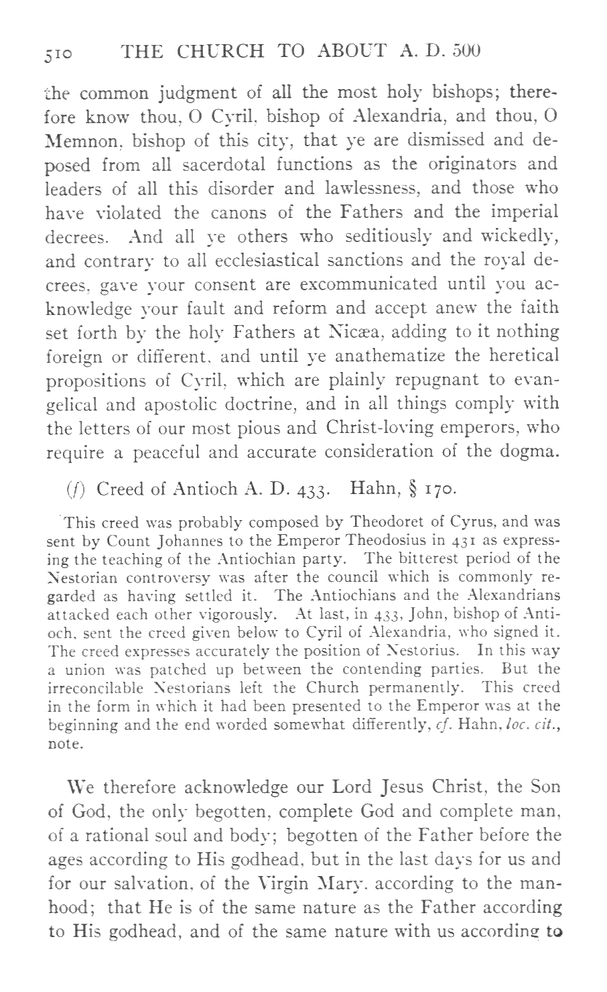 510 THE CHURCH TO ABOUT A. D. 500
the common judgment of all the most holy bishops; there-
fore know thou, O Cyril, bishop of Alexandria, and thou, O
Memnon, bishop of this city, that ye are dismissed and de-
posed from all sacerdotal functions as the originators and
leaders of all this disorder and lawlessness, and those who
have violated the canons of the Fathers and the imperial
decrees. And all ye others who seditiously and wickedly,
and contrary to all ecclesiastical sanctions and the royal de-
crees, gave your consent are excommunicated until you ac-
knowledge your fault and reform and accept anew the faith
set forth by the holy Fathers at Nicæa, adding to it nothing
foreign or different, and until ye anathematize the heretical
propositions of Cyril, which are plainly repugnant to evan-
gelical and apostolic doctrine, and in all things comply with
the letters of our most pious and Christ-loving emperors, who
require a peaceful and accurate consideration of the dogma.
(f) Creed of Antioch A. D. 433. Hahn, § 170.
This creed was probably composed by Theodoret of Cyrus, and was
sent by Count Johannes to the Emperor Theodosius in 431 as express-
ing the teaching of the Antiochian party. The bitterest period of the
Nestorian controversy was after the council which is commonly re-
garded as having settled it. The Antiochians and the Alexandrians
attacked each other vigorously. At last, in 433, John, bishop of Anti-
och, sent the creed given below to Cyril of Alexandria, who signed it.
The creed expresses accurately the position of Nestorius. In this way
a union was patched up between the contending parties. But the
irreconcilable Nestorians left the Church permanently. This creed
in the form in which it had been presented to the Emperor was at the
beginning and the end worded somewhat differently, cf. Hahn, loc. cit.,
note.
We therefore acknowledge our Lord Jesus Christ, the Son
of God, the only begotten, complete God and complete man,
of a rational soul and body; begotten of the Father before the
ages according to His godhead, but in the last days for us and
for our salvation, of the Virgin Mary, according to the man-
hood; that He is of the same nature as the Father according
to His godhead, and of the same nature with us according to